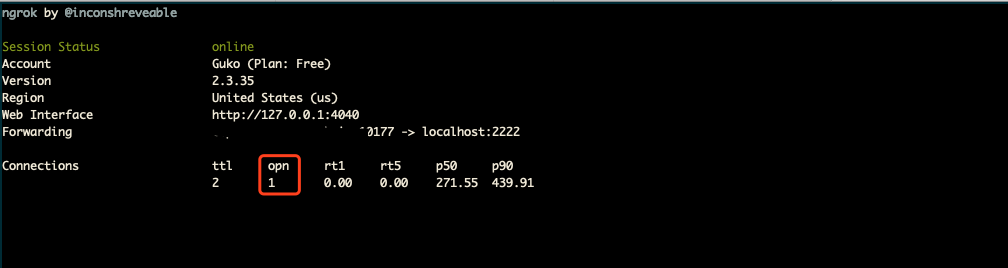 ngrok by @inconshreveable
Session Status online
Account Guko (Plan: Free)
Version 2.3.35
Region United States (us)
Web Interface http://127.0.0.1:4040
Forwarding 0177 -> localhost:2222
Connections ttl opn rt1 rt5 p50 p90
2 1 0.00 0.00 271.55 439.91